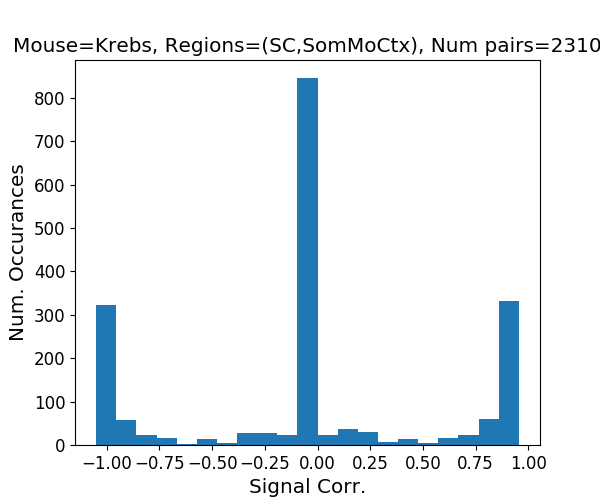 Mouse=Krebs, Regions=(SC,SomMoCtx), Num pairs=2310
Num. Occurances
800
700
600
500
400
300
200
100
0
−1.00 −0.75 −0.50 −0.25 0.00 0.25 0.50 0.75 1.00
Signal Corr.